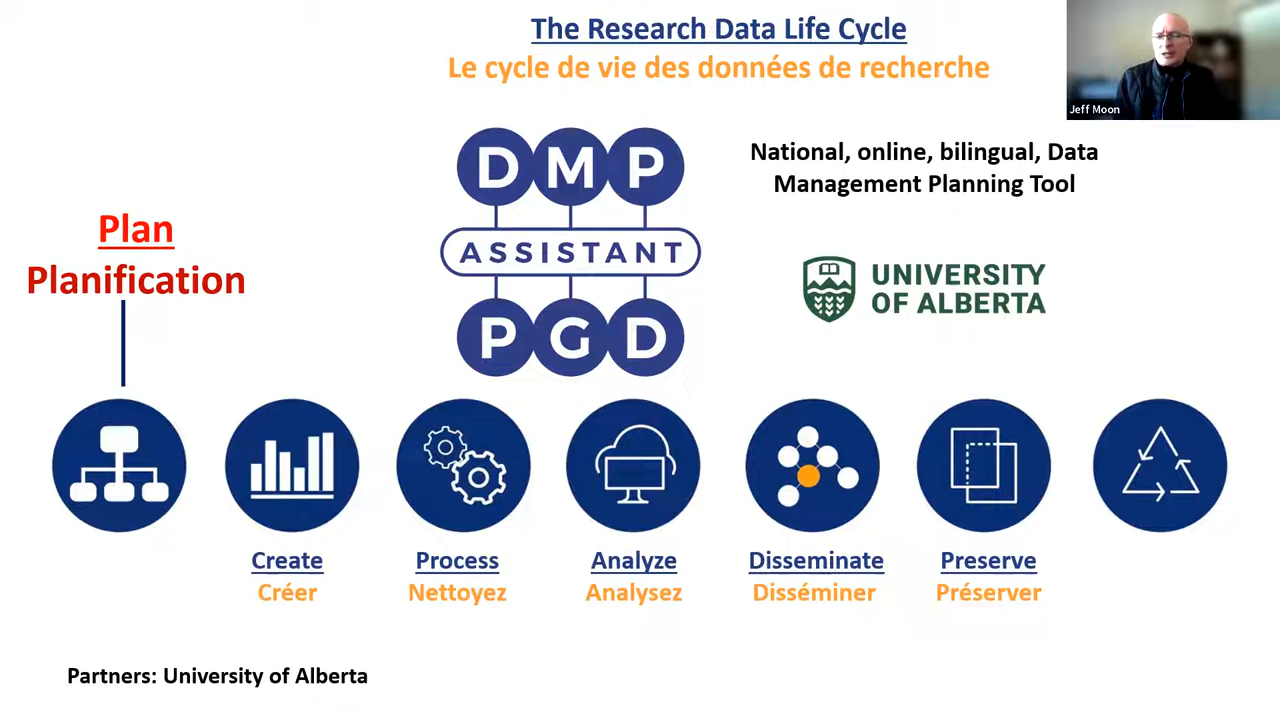 The Research Data Life Cycle
Le cycle de vie des données de recherche
Jeff Moon
DMP
ASSISTANT
PGD
National, online, bilingual, Data
Management Planning Tool
UNIVERSITY
OF ALBERTA
Plan
Planification
Create
Créer
Process
Nettoyez
Analyze
Analysez
Disseminate
Disséminer
Preserve
Préserver
Partners: University of Alberta